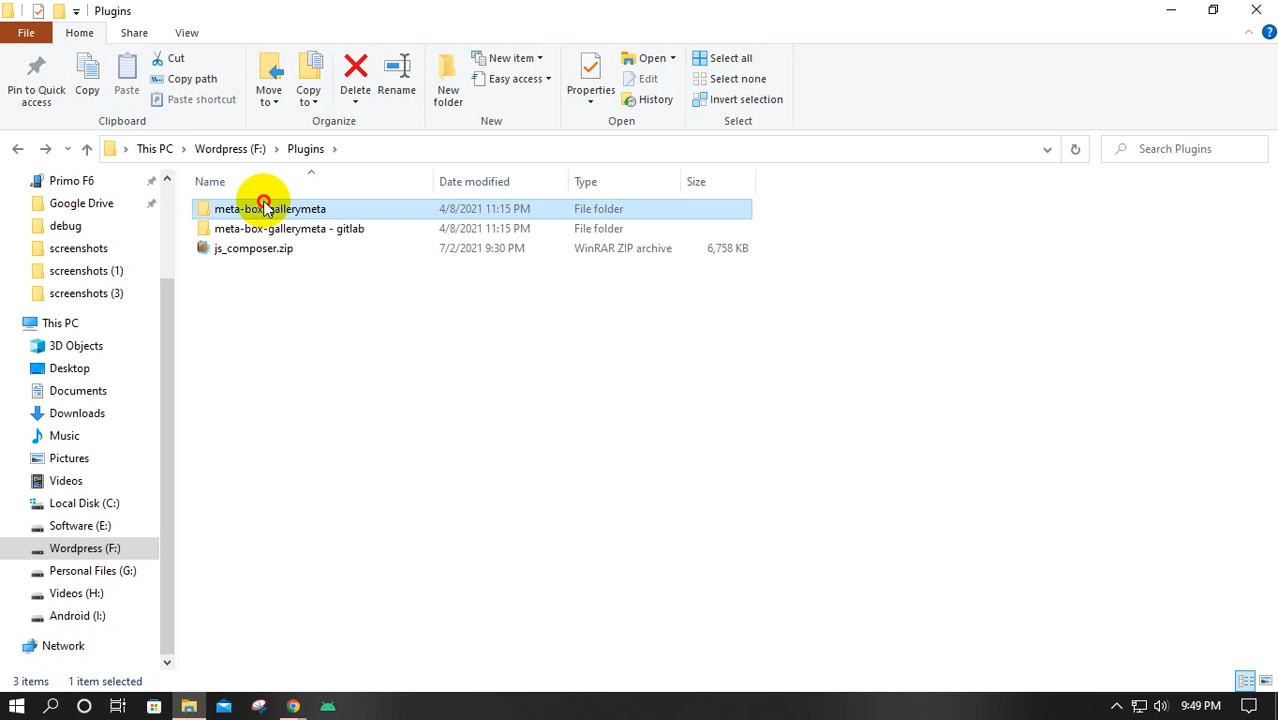 Plugins
File
Home
Share
View
Pin to Quick access
Copy
Paste
Cut
Copy path
Paste shortcut
Clipboard
Move to
Copy to
Delete
Rename
Organize
New folder
New item
Easy access
New
Properties
Open
Edit
History
Open
Select all
Select none
Invert selection
Select
This PC
Wordpress (F:)
Plugins
Search Plugins
Name
Date modified
Type
Size
meta-box-gallerymeta
4/8/2021 11:15 PM
File folder
meta-box-gallerymeta - gitlab
4/8/2021 11:15 PM
File folder
js_composer.zip
7/2/2021 9:30 PM
WinRAR ZIP archive
6,758 KB
Primo F6
Google Drive
debug
screenshots
screenshots (1)
screenshots (3)
This PC
3D Objects
Desktop
Documents
Downloads
Music
Pictures
Videos
Local Disk (C:)
Software (E:)
Wordpress (F:)
Personal Files (G:)
Videos (H:)
Android (I:)
Network
3 items
1 item selected
9:49 PM